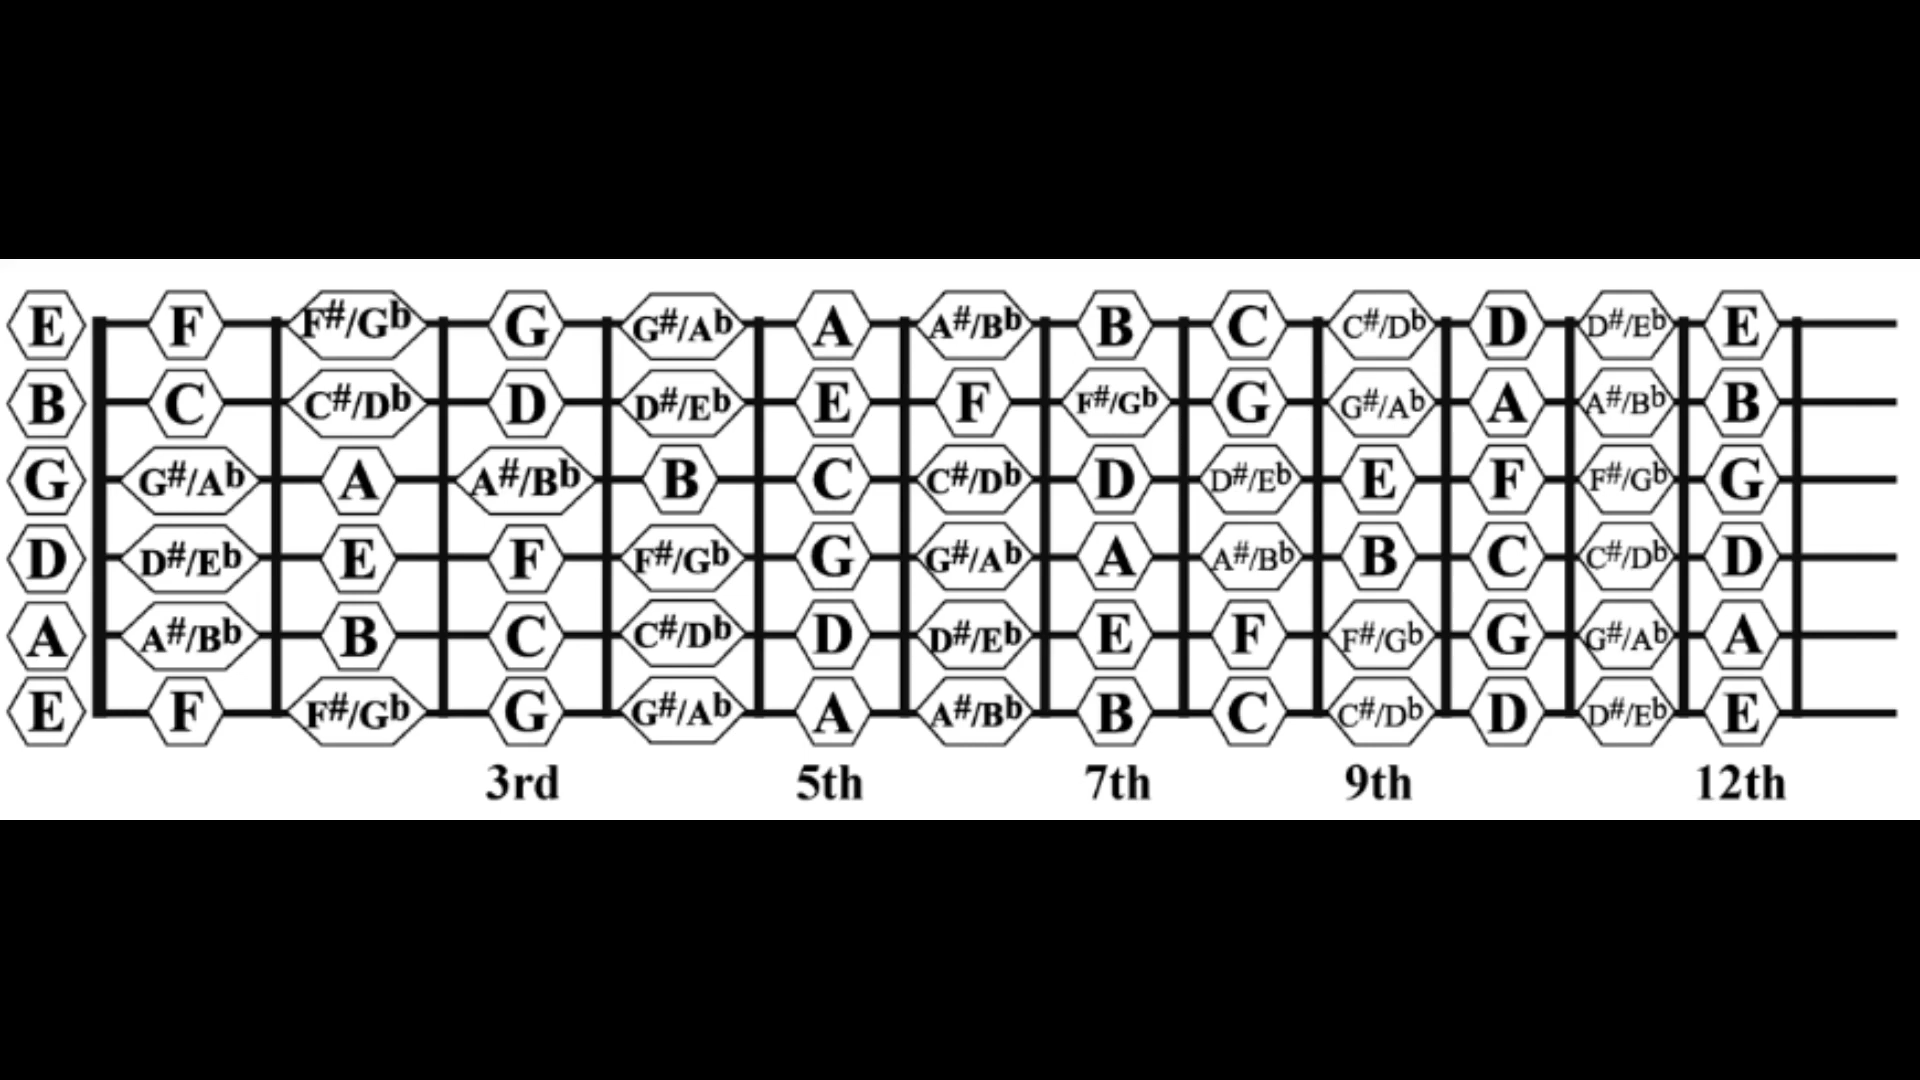 E F F#/Gb G G#/Ab A A#/Bb B C C#/Db D D#/Eb E
B C C#/Db D D#/Eb E F F#/Gb G G#/Ab A A#/Bb B
G G#/Ab A A#/Bb B C C#/Db D D#/Eb E F F#/Gb G
D D#/Eb E F F#/Gb G G#/Ab A A#/Bb B C C#/Db D
A A#/Bb B C C#/Db D D#/Eb E F F#/Gb G G#/Ab A
E F F#/Gb G G#/Ab A A#/Bb B C C#/Db D D#/Eb E
3rd 5th 7th 9th 12th